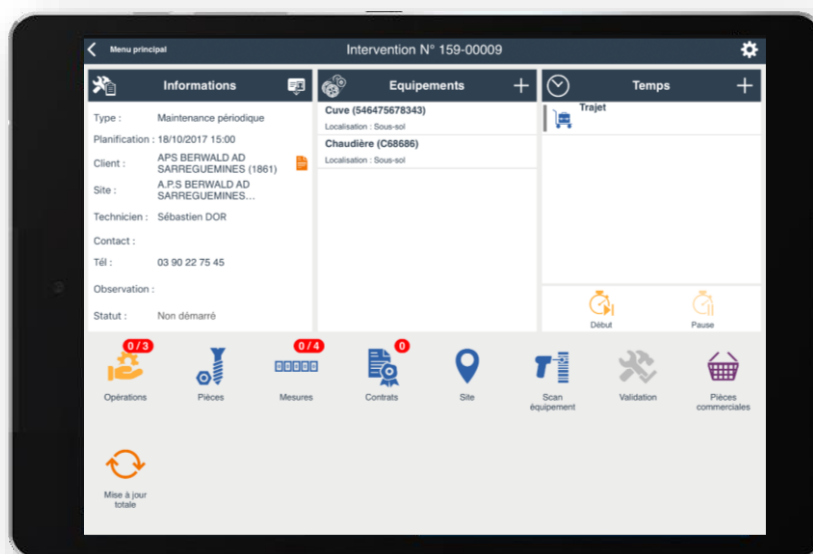 Menu principal
Intervention N° 159-00009
Informations
Type : Maintenance périodique
Planification : 18/10/2017 15:00
Client : APS BERWALD AD
SARREGUEMINES (1861)
Site : A.P.S BERWALD AD
SARREGUEMINES...
Technicien : Sébastien DOR
Contact :
Tél : 03 90 22 75 45
Observation :
Statut : Non démarré
Equipements
Cuve (546475678343)
Localisation : Sous-sol
Chaudière (C68686)
Localisation : Sous-sol
Temps
Trajet
Début
Pause
0 / 3
Opérations
Pièces
0 / 4
Mesures
0
Contrats
Site
Scan
équipement
Validation
Pièces
commerciales
Mise à jour
totale